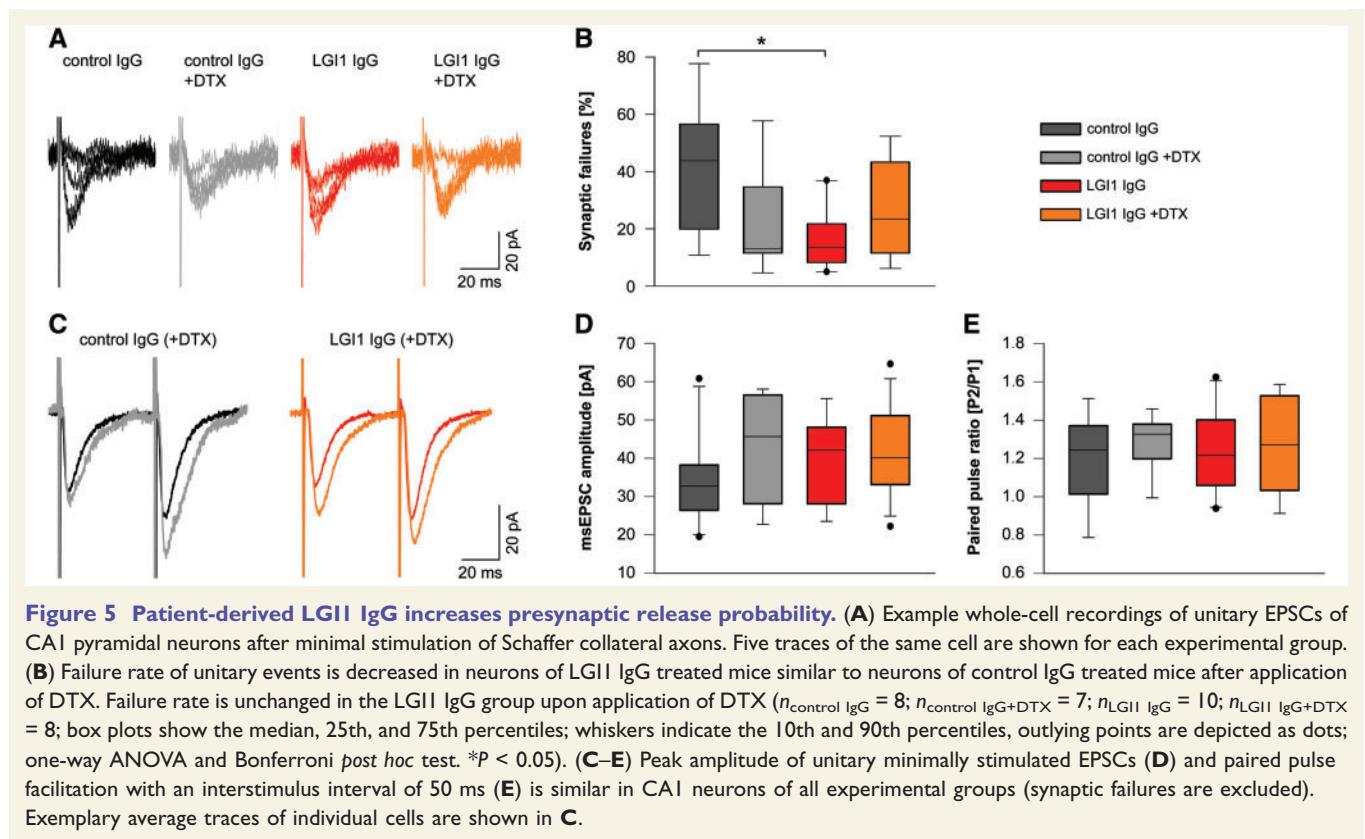 A
control IgG
control IgG
+DTX
LGI1 IgG
LGI1 IgG
+DTX
20 pA
20 ms
B
*
Synaptic failures [%]
80
60
40
20
0
control IgG
control IgG +DTX
LGI1 IgG
LGI1 IgG +DTX
C
control IgG (+DTX)
LGI1 IgG (+DTX)
20 pA
20 ms
D
msEPSC amplitude [pA]
70
60
50
40
30
20
10
E
Paired pulse ratio [P2/P1]
1.8
1.6
1.4
1.2
1.0
0.8
0.6
Figure 5 Patient-derived LGI1 IgG increases presynaptic release probability. (A) Example whole-cell recordings of unitary EPSCs of
CA1 pyramidal neurons after minimal stimulation of Schaffer collateral axons. Five traces of the same cell are shown for each experimental group.
(B) Failure rate of unitary events is decreased in neurons of LGI1 IgG treated mice similar to neurons of control IgG treated mice after application
of DTX. Failure rate is unchanged in the LGI1 IgG group upon application of DTX (ncontrol IgG = 8; ncontrol IgG+DTX = 7; nLGI1 IgG = 10; nLGI1 IgG+DTX
= 8; box plots show the median, 25th, and 75th percentiles; whiskers indicate the 10th and 90th percentiles, outlying points are depicted as dots;
one-way ANOVA and Bonferroni post hoc test. *P < 0.05). (C–E) Peak amplitude of unitary minimally stimulated EPSCs (D) and paired pulse
facilitation with an interstimulus interval of 50 ms (E) is similar in CA1 neurons of all experimental groups (synaptic failures are excluded).
Exemplary average traces of individual cells are shown in C.